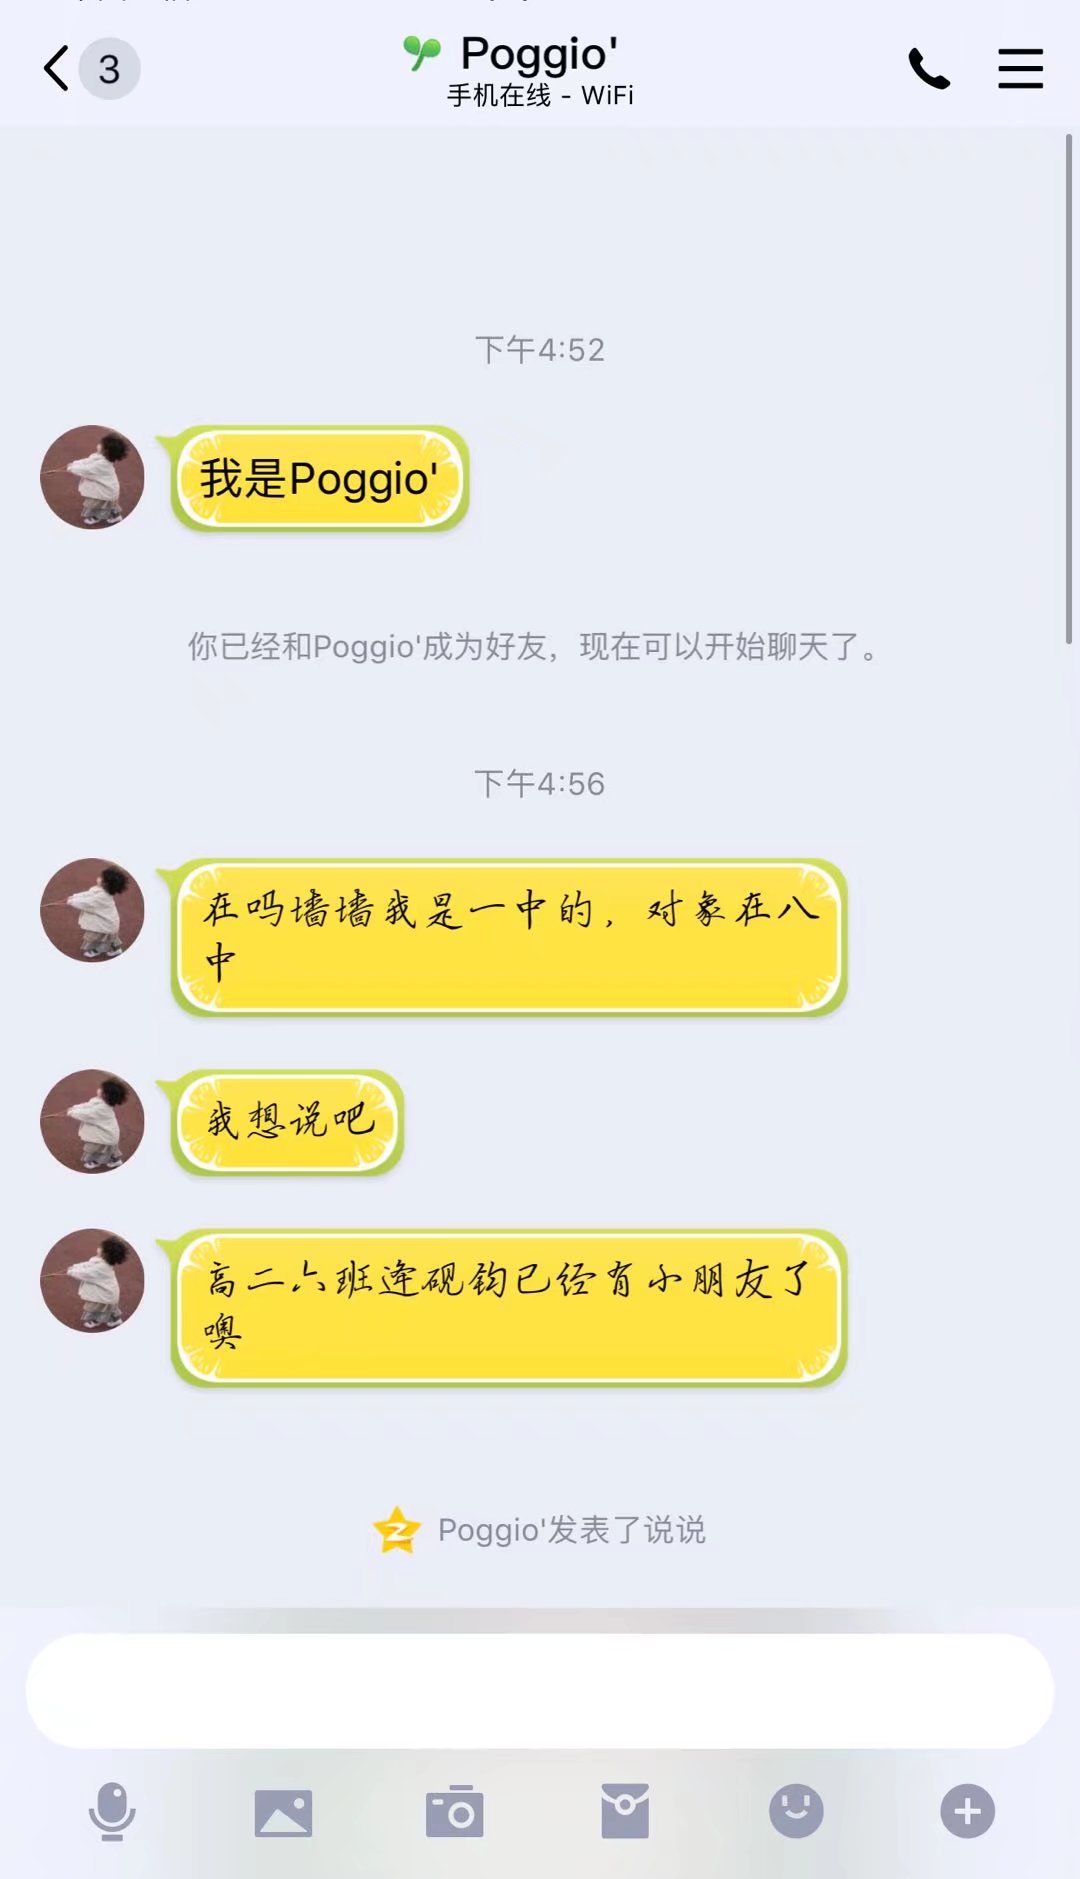 3
Poggio'
手机在线 - WiFi
下午4:52
我是Poggio'
你已经和Poggio'成为好友，现在可以开始聊天了。
下午4:56
在吗墙墙我是一中的，对象在八
中
我想说吧
高二六班逄砚钧已经有小朋友了
噢
Poggio'发表了说说